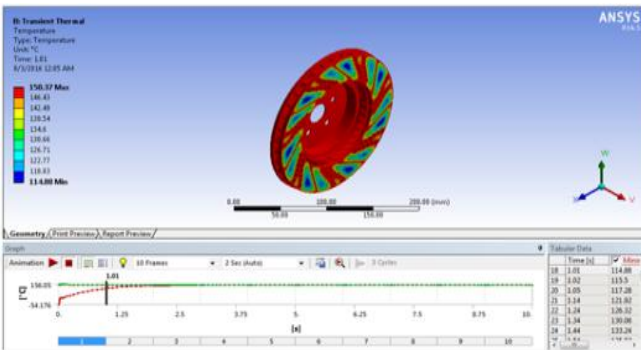 B: Transient Thermal
Temperature
Type: Temperature
Unit: °C
Time: 1.01
8/3/2016 12:05 AM
150.37 Max
146.43
142.49
138.54
134.6
130.66
126.71
122.77
118.83
114.88 Min
ANSYS
0.00
50.00
100.00
150.00
200.00 (mm)
W
X
V
Geometry
Print Preview
Report Preview
Graph
Animation
10 Frames
2 Sec (Auto)
3 Cycles
1.01
156.05
-54.176
[°C]
0.
1.25
2.5
3.75
5.
6.25
7.5
8.75
10.
[s]
1
2
3
4
5
6
7
8
9
10
Tabular Data
Time [s]
18 1.01 114.88
19 1.02 115.5
20 1.05 117.28
21 1.14 121.92
22 1.24 126.32
23 1.34 130.06
24 1.44 133.24